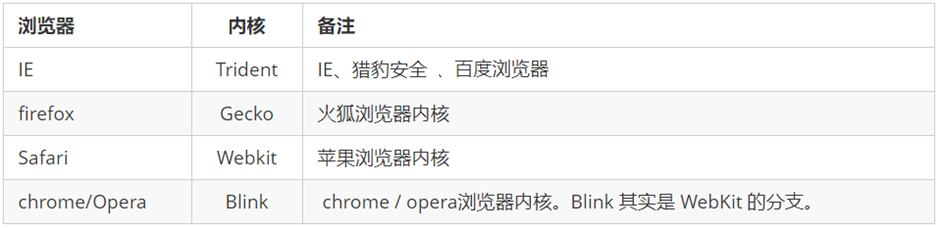 浏览器 内核 备注
IE Trident IE、猎豹安全 、百度浏览器
firefox Gecko 火狐浏览器内核
Safari Webkit 苹果浏览器内核
chrome/Opera Blink chrome / opera浏览器内核。Blink 其实是 WebKit 的分支。